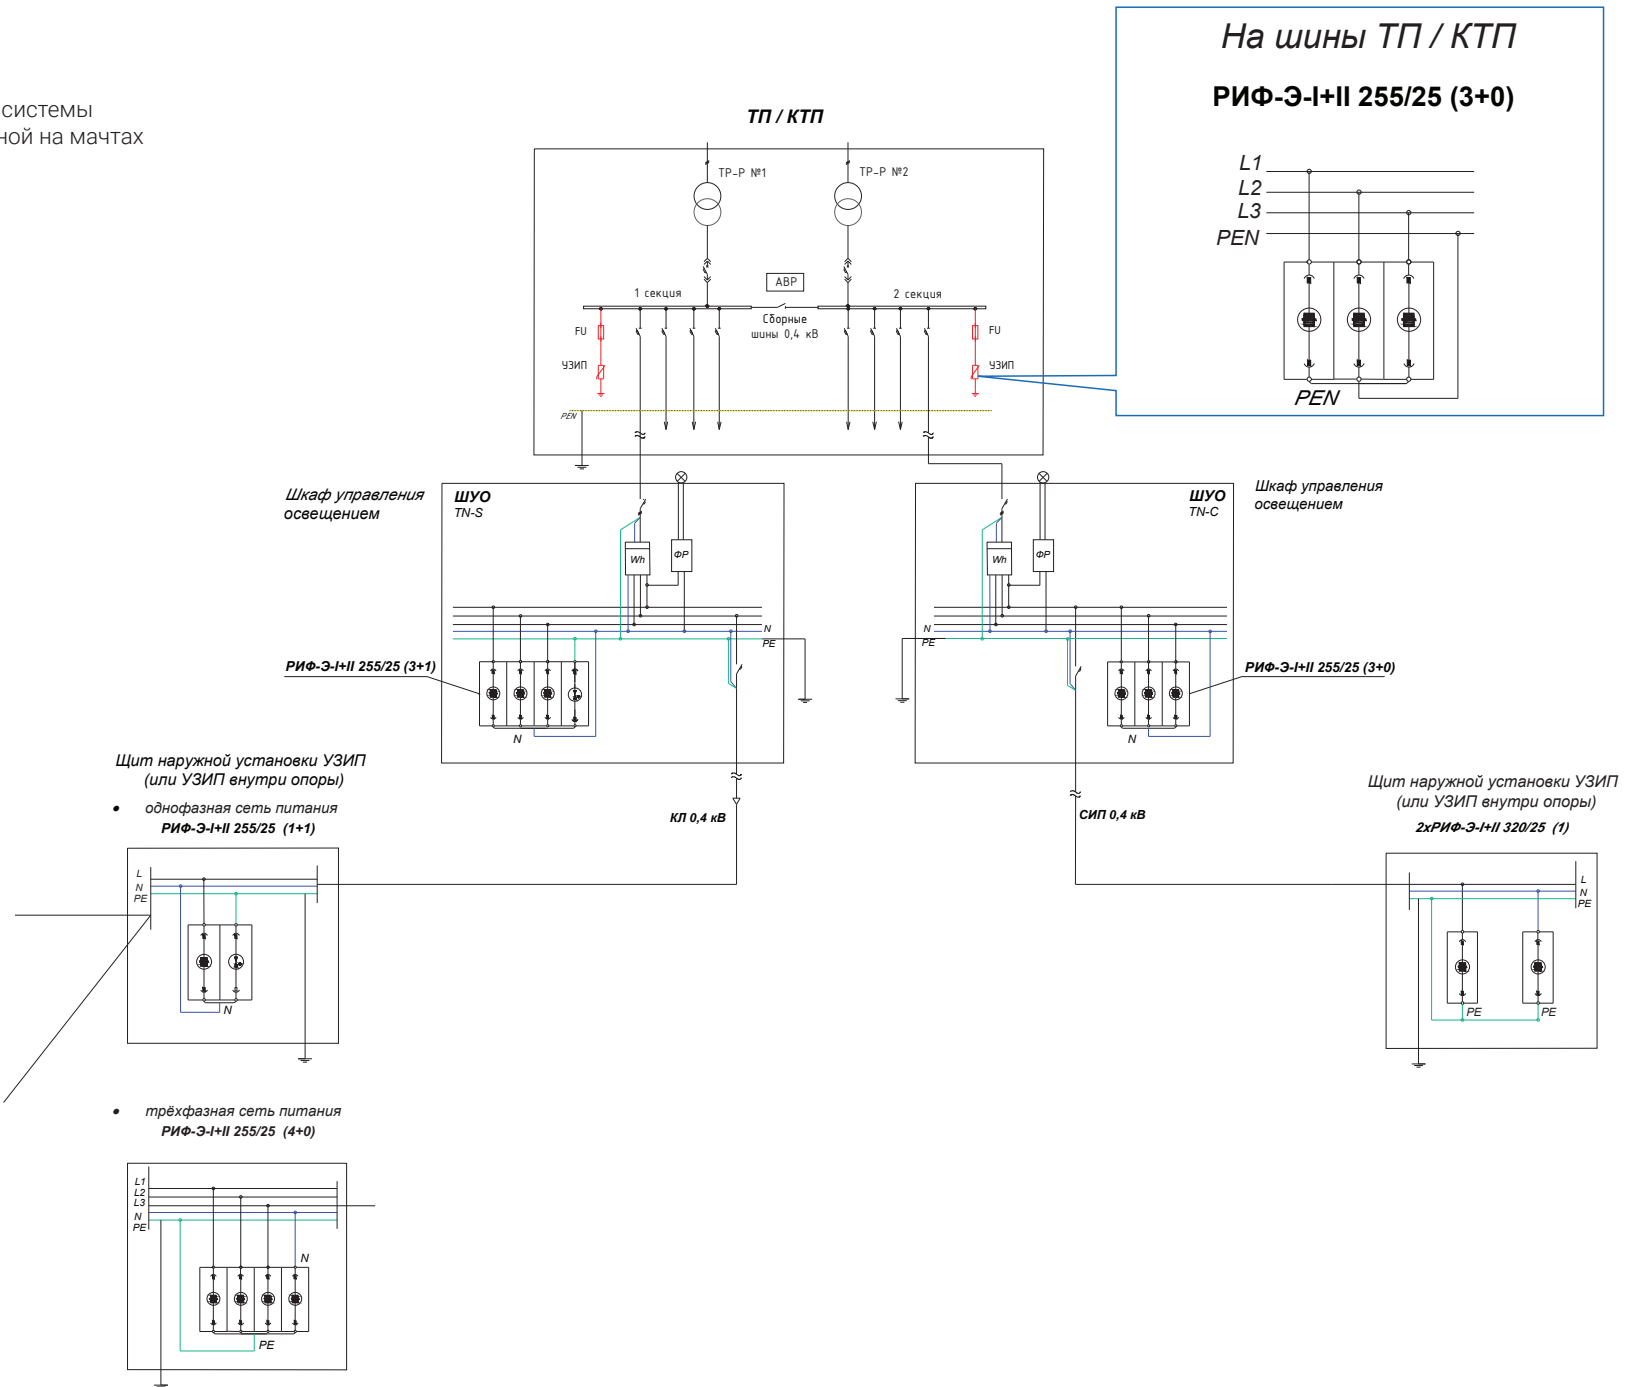 системы
ной на мачтах
ТП / КТП
На шины ТП / КТП
РИФ-Э-I+II 255/25 (3+0)
L1
L2
L3
PEN
PEN
ТР-Р №1
ТР-Р №2
АВР
1 секция
2 секция
Сборные
шины 0,4 кВ
FU
FU
УЗИП
УЗИП
PEN
Шкаф управления
освещением
ШУО
TN-S
Wh
ФР
N
PE
РИФ-Э-I+II 255/25 (3+1)
N
ШУО
TN-C
Шкаф управления
освещением
Wh
ФР
N
PE
РИФ-Э-I+II 255/25 (3+0)
N
Щит наружной установки УЗИП
(или УЗИП внутри опоры)
• однофазная сеть питания
РИФ-Э-I+II 255/25 (1+1)
КЛ 0,4 кВ
L
N
PE
N
СИП 0,4 кВ
Щит наружной установки УЗИП
(или УЗИП внутри опоры)
2хРИФ-Э-I+II 320/25 (1)
L
N
PE
PE
PE
• трёхфазная сеть питания
РИФ-Э-I+II 255/25 (4+0)
L1
L2
L3
N
PE
N
PE